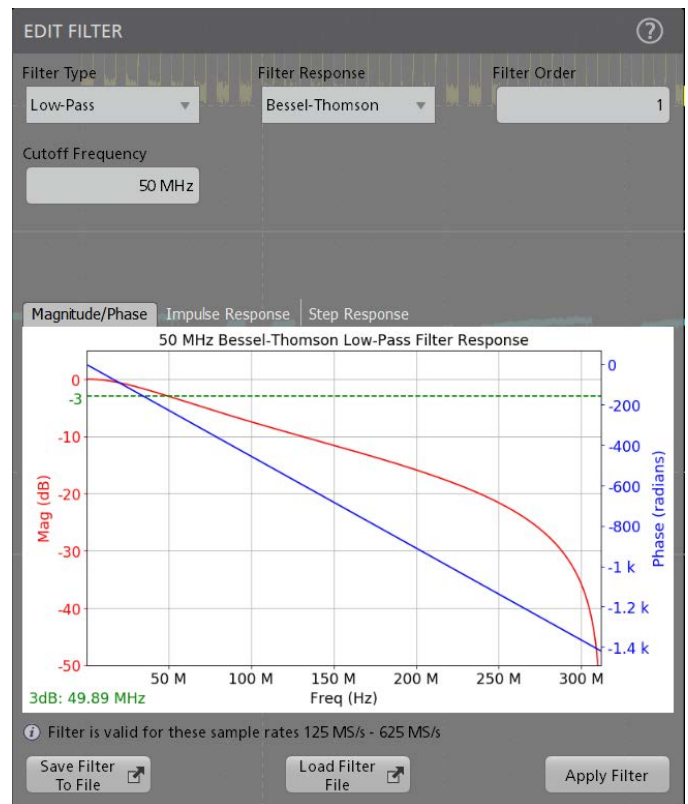 EDIT FILTER ?
Filter Type Filter Response Filter Order
Low-Pass Bessel-Thomson 1
Cutoff Frequency
50 MHz
Magnitude/Phase Impulse Response Step Response
50 MHz Bessel-Thomson Low-Pass Filter Response
0 0
-3
-200
-10 -400
-20 -600
-800
-30 -1 k
-40 -1.2 k
-1.4 k
-50
Mag (dB)
Phase (radians)
50 M 100 M 150 M 200 M 250 M 300 M
3dB: 49.89 MHz Freq (Hz)
i Filter is valid for these sample rates 125 MS/s - 625 MS/s
Save Filter Load Filter Apply Filter
To File File